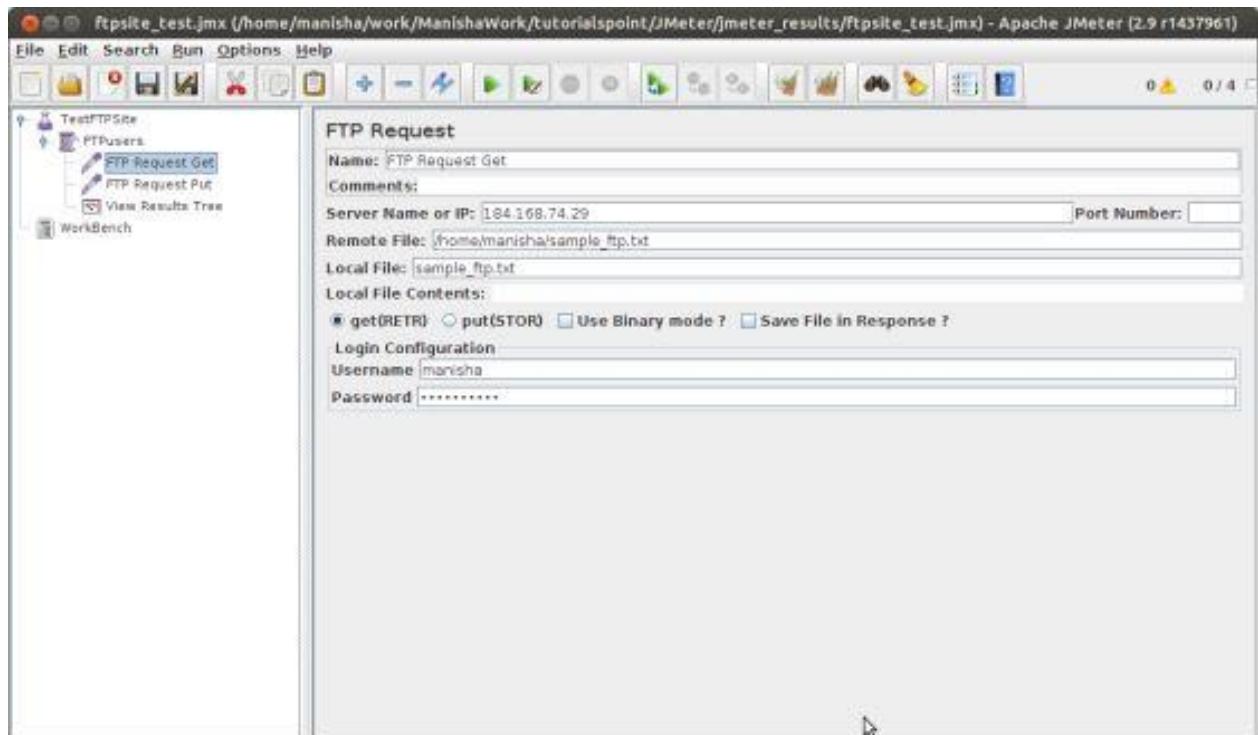 ftpsite_test.jmx (/home/manisha/work/ManishaWork/tutorialspoint/JMeter/jmeter_results/ftpsite_test.jmx) - Apache JMeter (2.9 r1437961)
File Edit Search Run Options Help
0 0 / 4
TestFTPSite
FTPusers
FTP Request Get
FTP Request Put
View Results Tree
WorkBench
FTP Request
Name: FTP Request Get
Comments:
Server Name or IP: 184.168.74.29 Port Number:
Remote File: /home/manisha/sample_ftp.txt
Local File: sample_ftp.txt
Local File Contents:
get(RETR) put(STOR) Use Binary mode ? Save File in Response ?
Login Configuration
Username manisha
Password ••••••••••